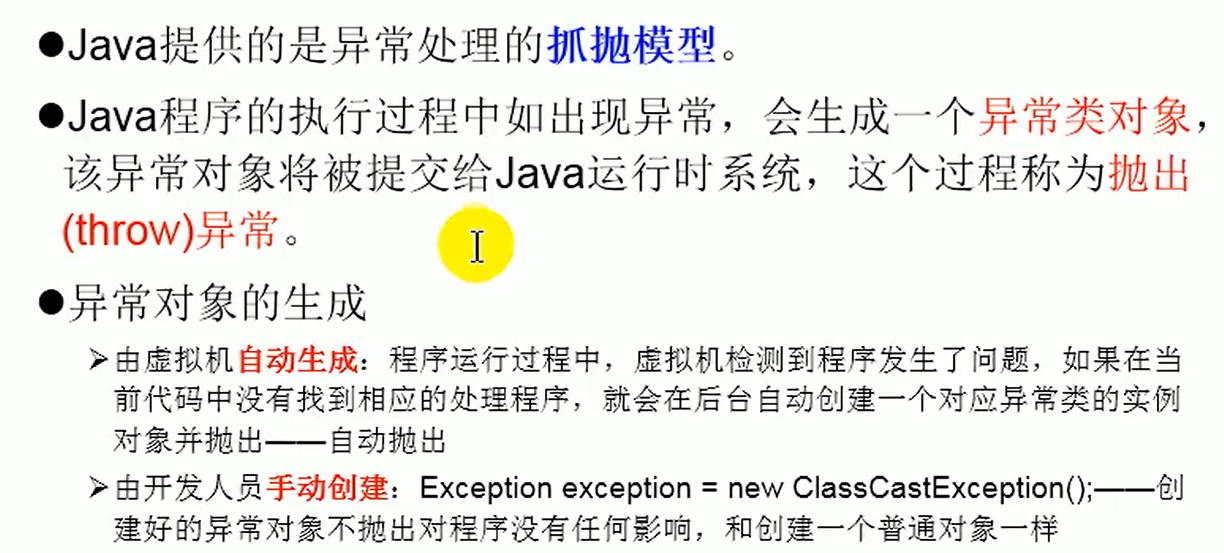 ●Java提供的是异常处理的抓抛模型。
●Java程序的执行过程中如出现异常，会生成一个异常类对象，
该异常对象将被提交给Java运行时系统，这个过程称为抛出
(throw)异常。
●异常对象的生成
➢由虚拟机自动生成：程序运行过程中，虚拟机检测到程序发生了问题，如果在当
前代码中没有找到相应的处理程序，就会在后台自动创建一个对应异常类的实例
对象并抛出——自动抛出
➢由开发人员手动创建：Exception exception = new ClassCastException();——创
建好的异常对象不抛出对程序没有任何影响，和创建一个普通对象一样